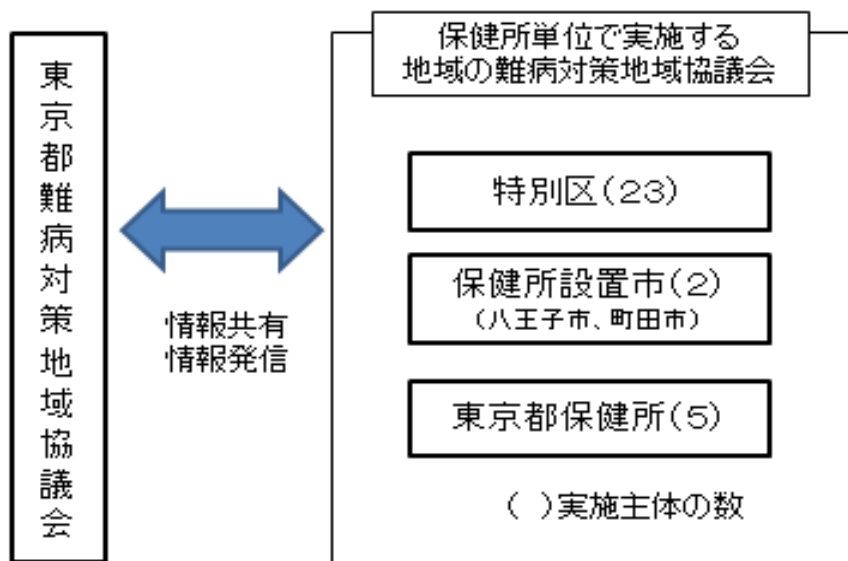 東京都難病対策地域協議会
情報共有
情報発信
保健所単位で実施する
地域の難病対策地域協議会
特別区(23)
保健所設置市(2)
(八王子市、町田市)
東京都保健所(5)
( )実施主体の数